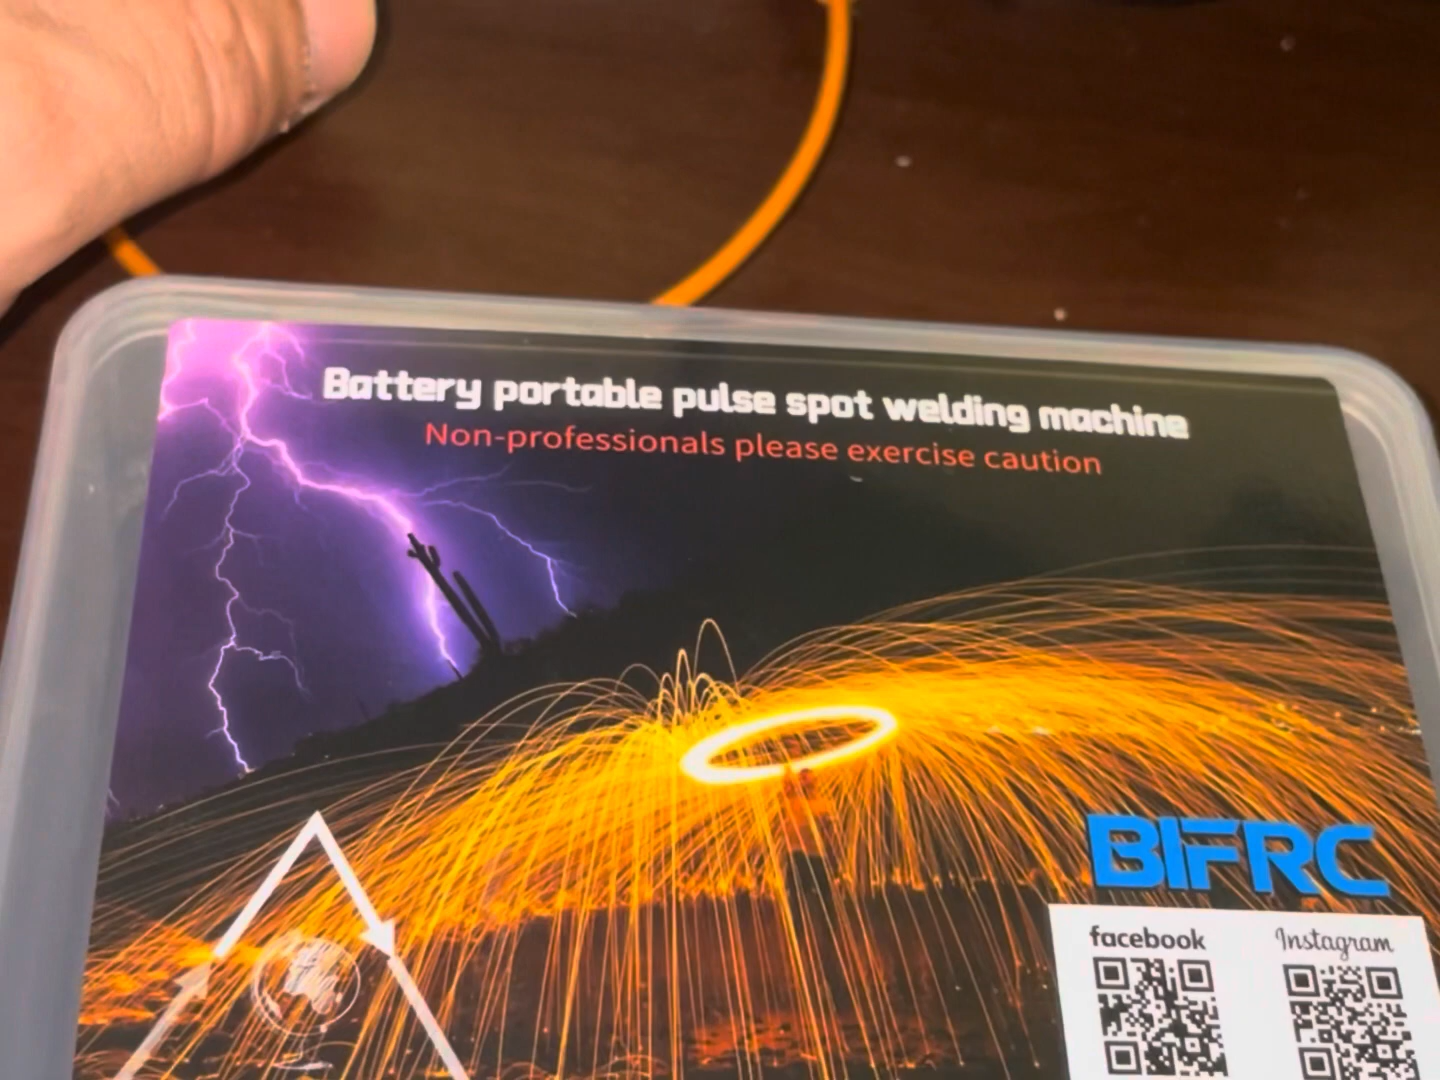 Battery portable pulse spot welding machine
Non-professionals please exercise caution
BIFRC
facebook
Instagram